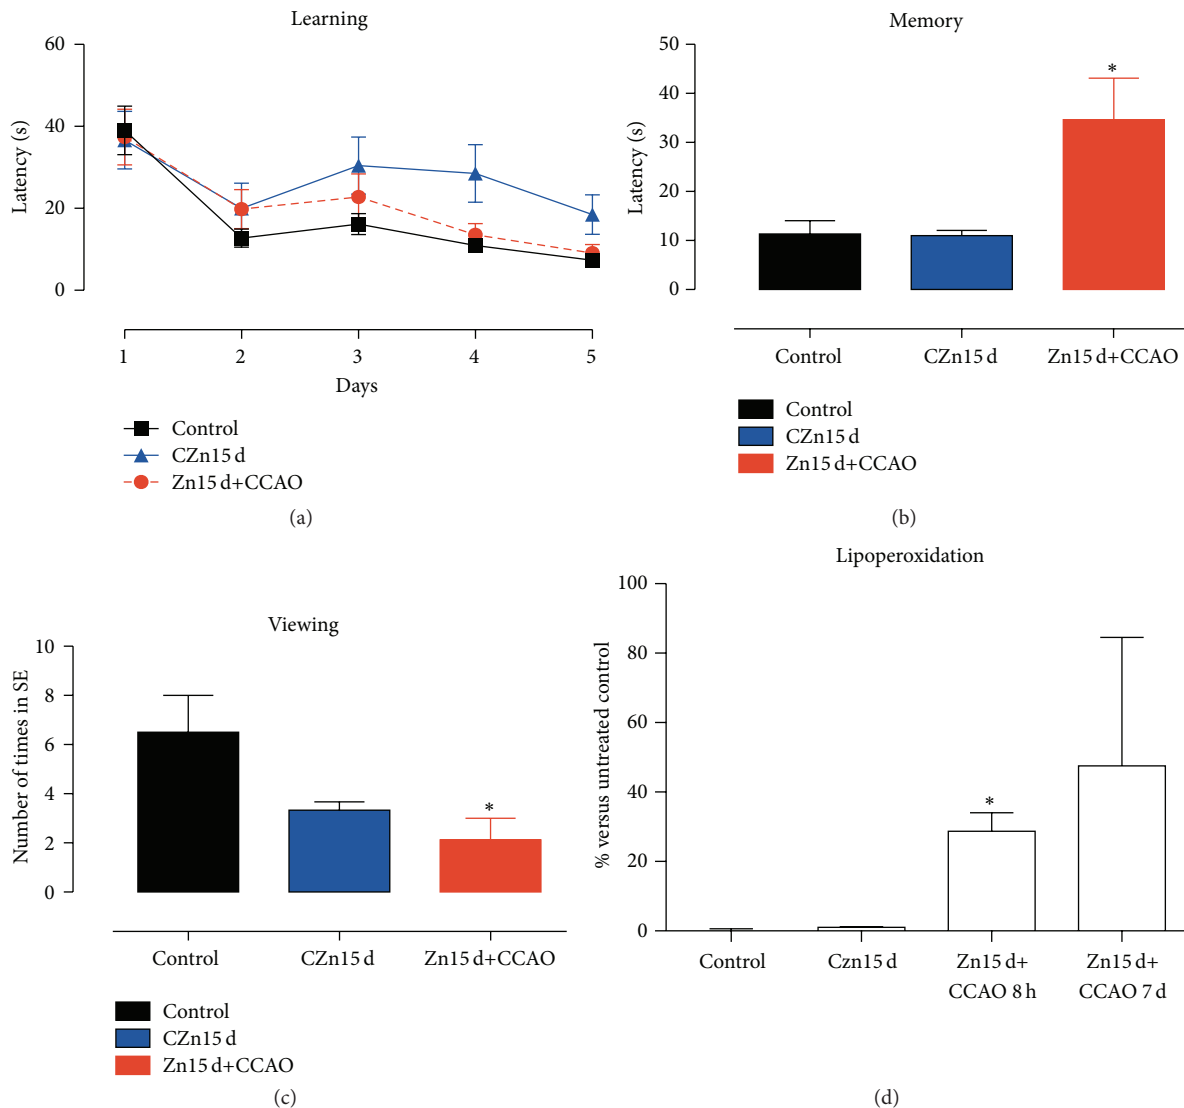 Learning
60
40
20
0
Latency (s)
1 2 3 4 5
Days
Control
CZn15 d
Zn15 d+CCAO
(a)
Memory
50
40
30
20
10
0
Latency (s)
*
Control CZn15 d Zn15 d+CCAO
Control
CZn15 d
Zn15 d+CCAO
(b)
Viewing
10
8
6
4
2
0
Number of times in SE
*
Control CZn15 d Zn15 d+CCAO
Control
CZn15 d
Zn15 d+CCAO
(c)
Lipoperoxidation
100
80
60
40
20
0
% versus untreated control
*
Control Czn15 d Zn15 d+ Zn15 d+
CCAO 8 h CCAO 7 d
(d)